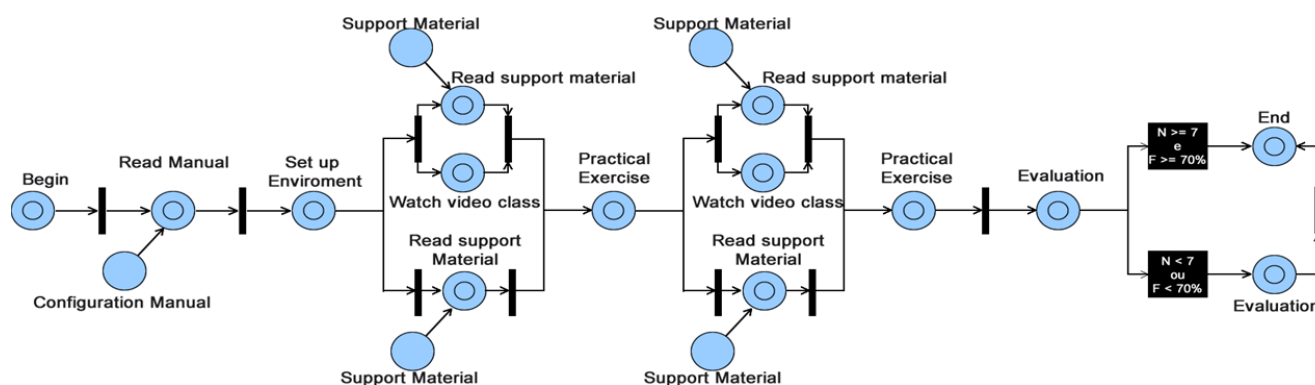 Begin
Read Manual
Configuration Manual
Set up
Enviroment
Support Material
Read support material
Watch video class
Read support
Material
Support Material
Practical
Exercise
Support Material
Read support material
Watch video class
Read support
Material
Support Material
Practical
Exercise
Evaluation
N >= 7
e
F >= 70%
End
N < 7
ou
F < 70%
Evaluation